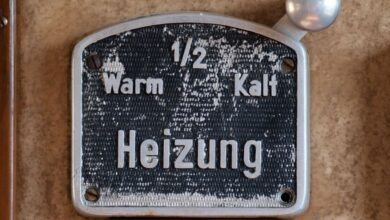 1/2
Warm Kalt
Heizung